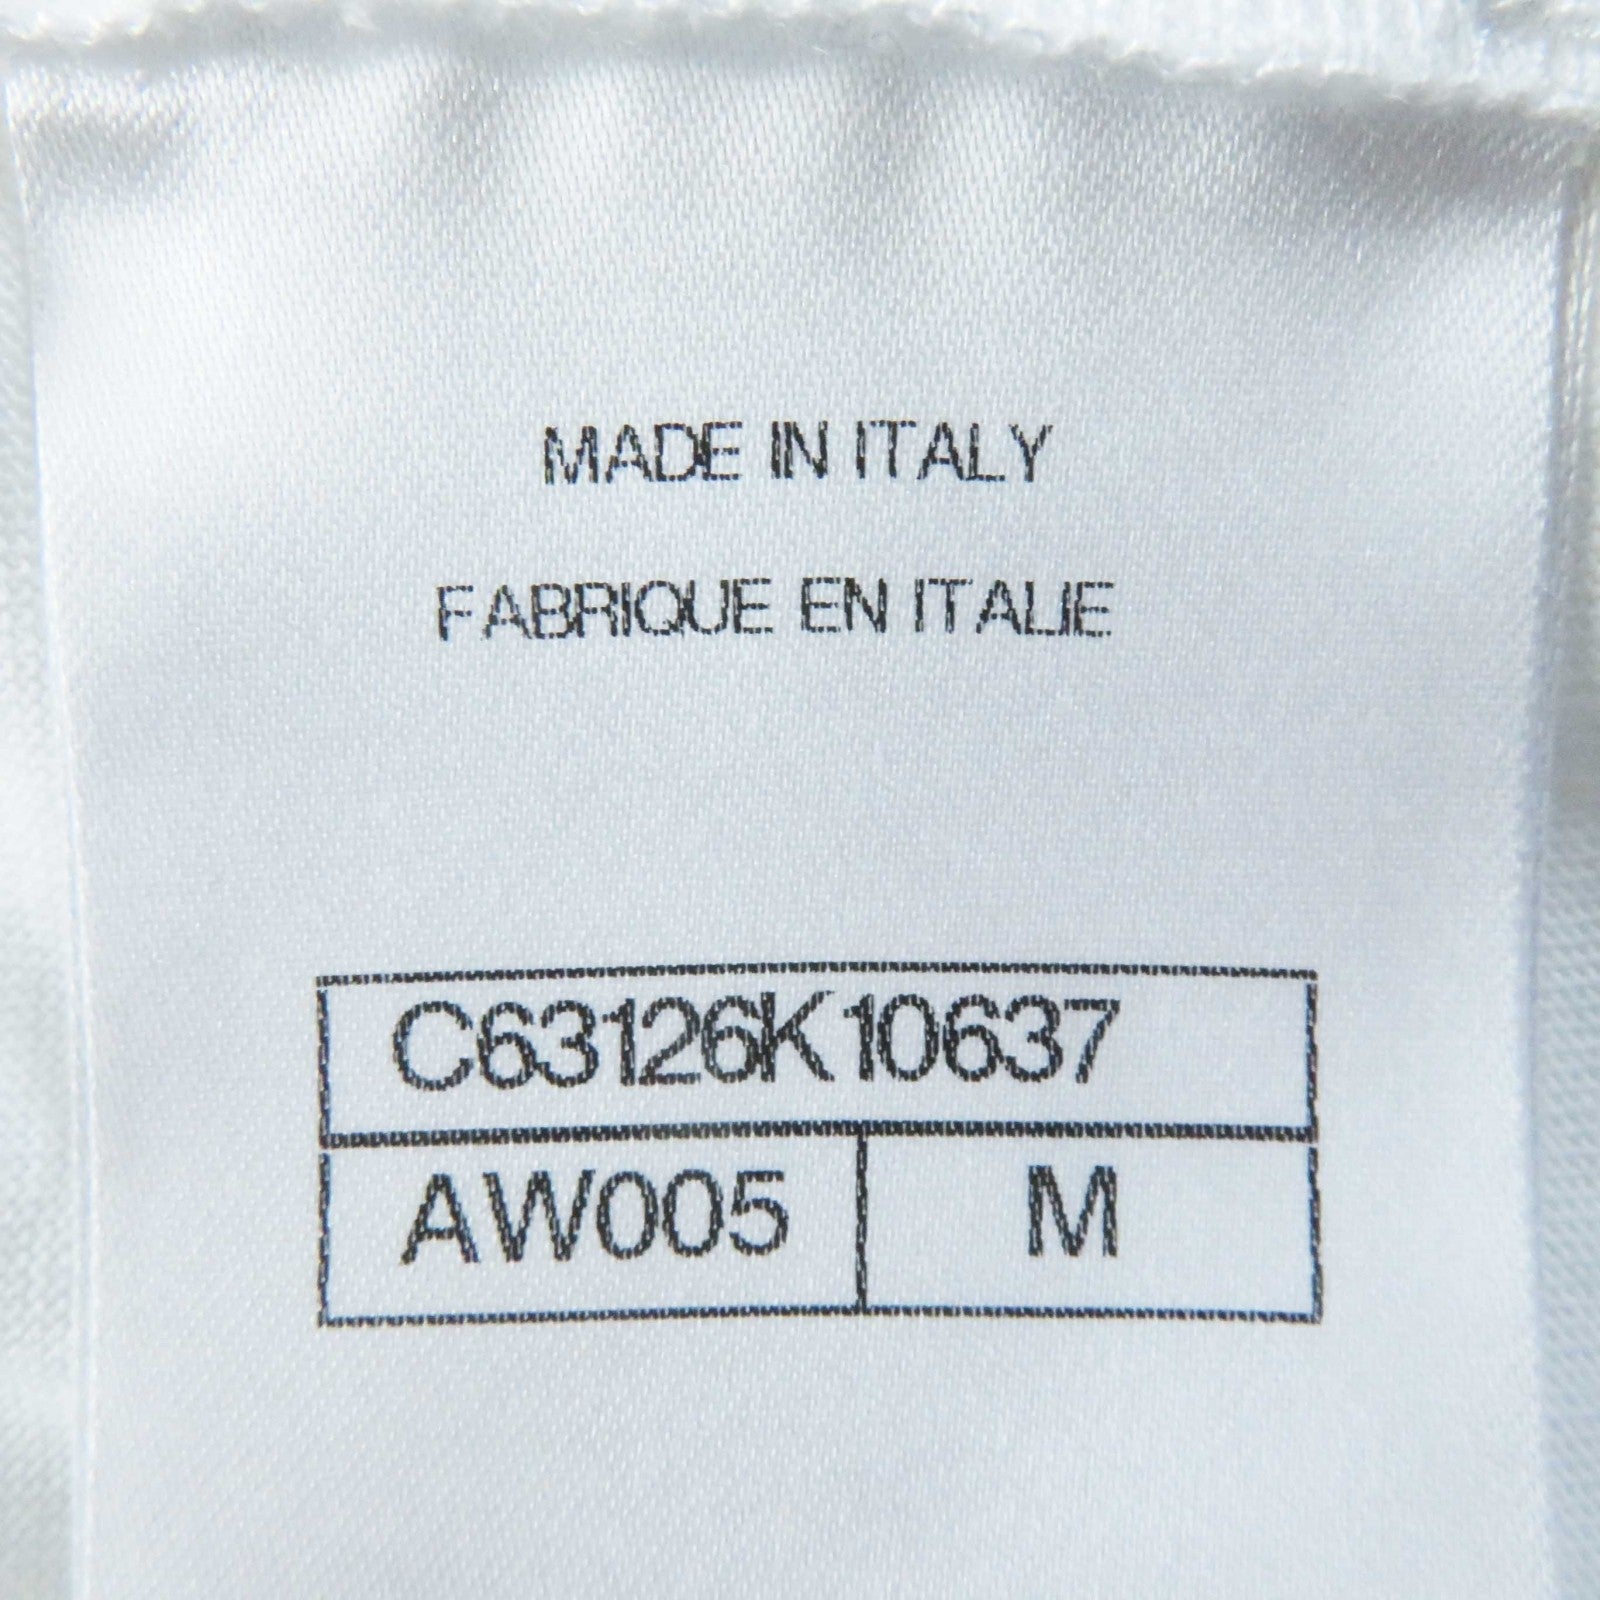 MADE IN ITALY
FABRIQUE EN ITALIE
C63126K10637
AW005 M